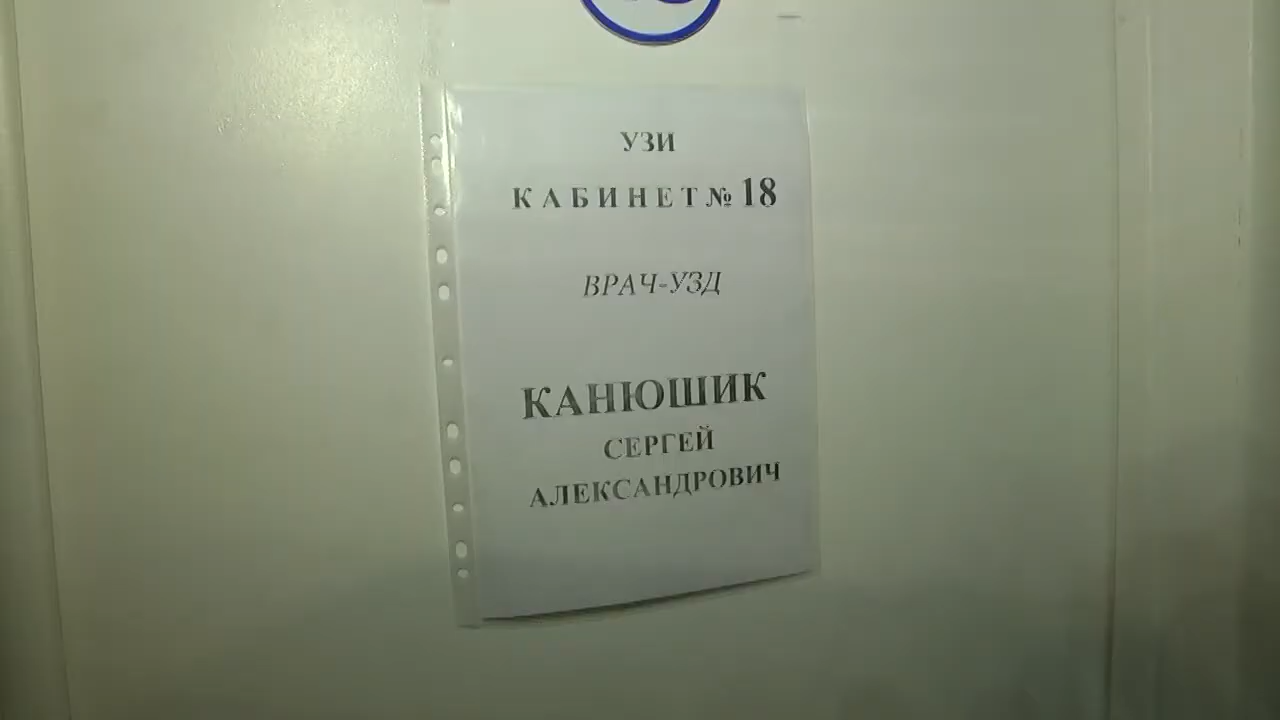 УЗИ
КАБИНЕТ № 18
ВРАЧ-УЗД
КАНЮШИК
СЕРГЕЙ
АЛЕКСАНДРОВИЧ